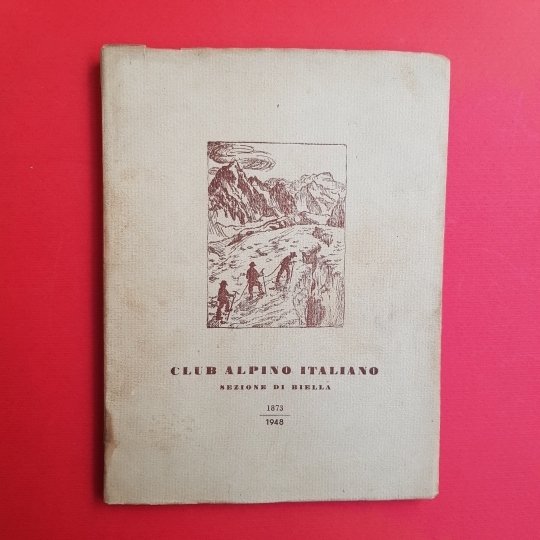 CLUB ALPINO ITALIANO
SEZIONE DI BIELLA
1873
1948